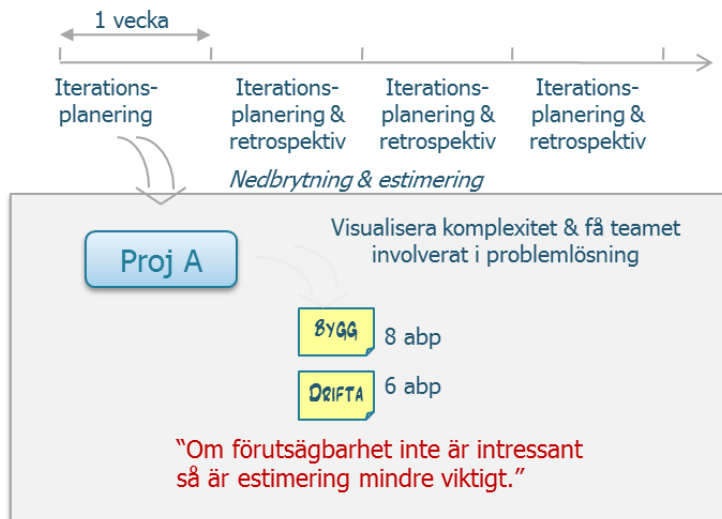 1 vecka
Iterations-
planering
Iterations-
planering &
retrospektiv
Iterations-
planering &
retrospektiv
Iterations-
planering &
retrospektiv
Nedbrytning & estimering
Visualisera komplexitet & få teamet
involverat i problemlösning
Proj A
BYGG
8 abp
DRIFTA
6 abp
“Om förutsägbarhet inte är intressant
så är estimering mindre viktigt.”